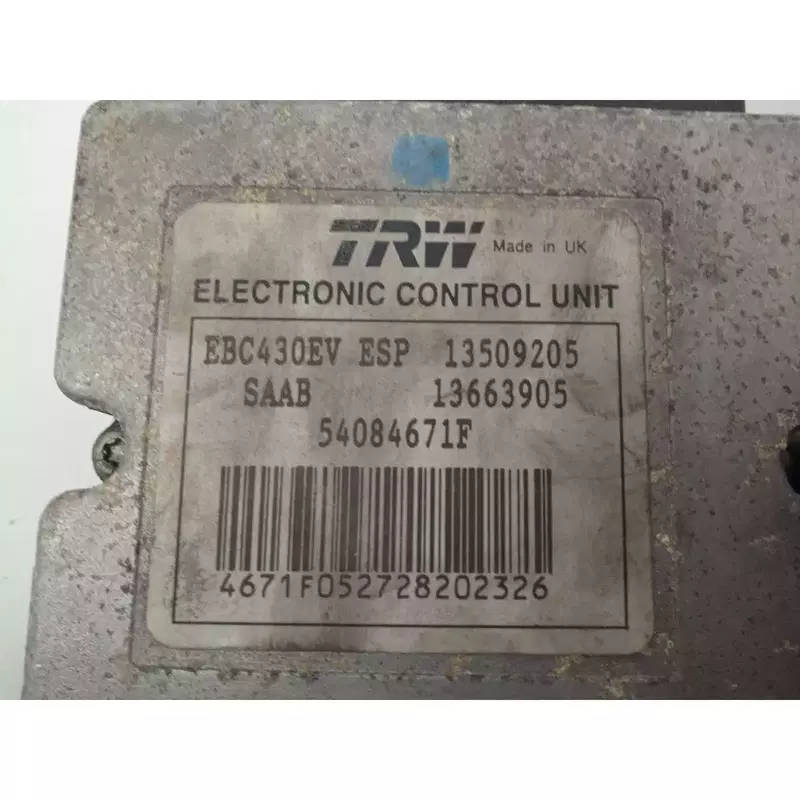 TRW Made in UK
ELECTRONIC CONTROL UNIT
EBC430EV ESP 13509205
SAAB 13663905
54084671F
4671F052728202326